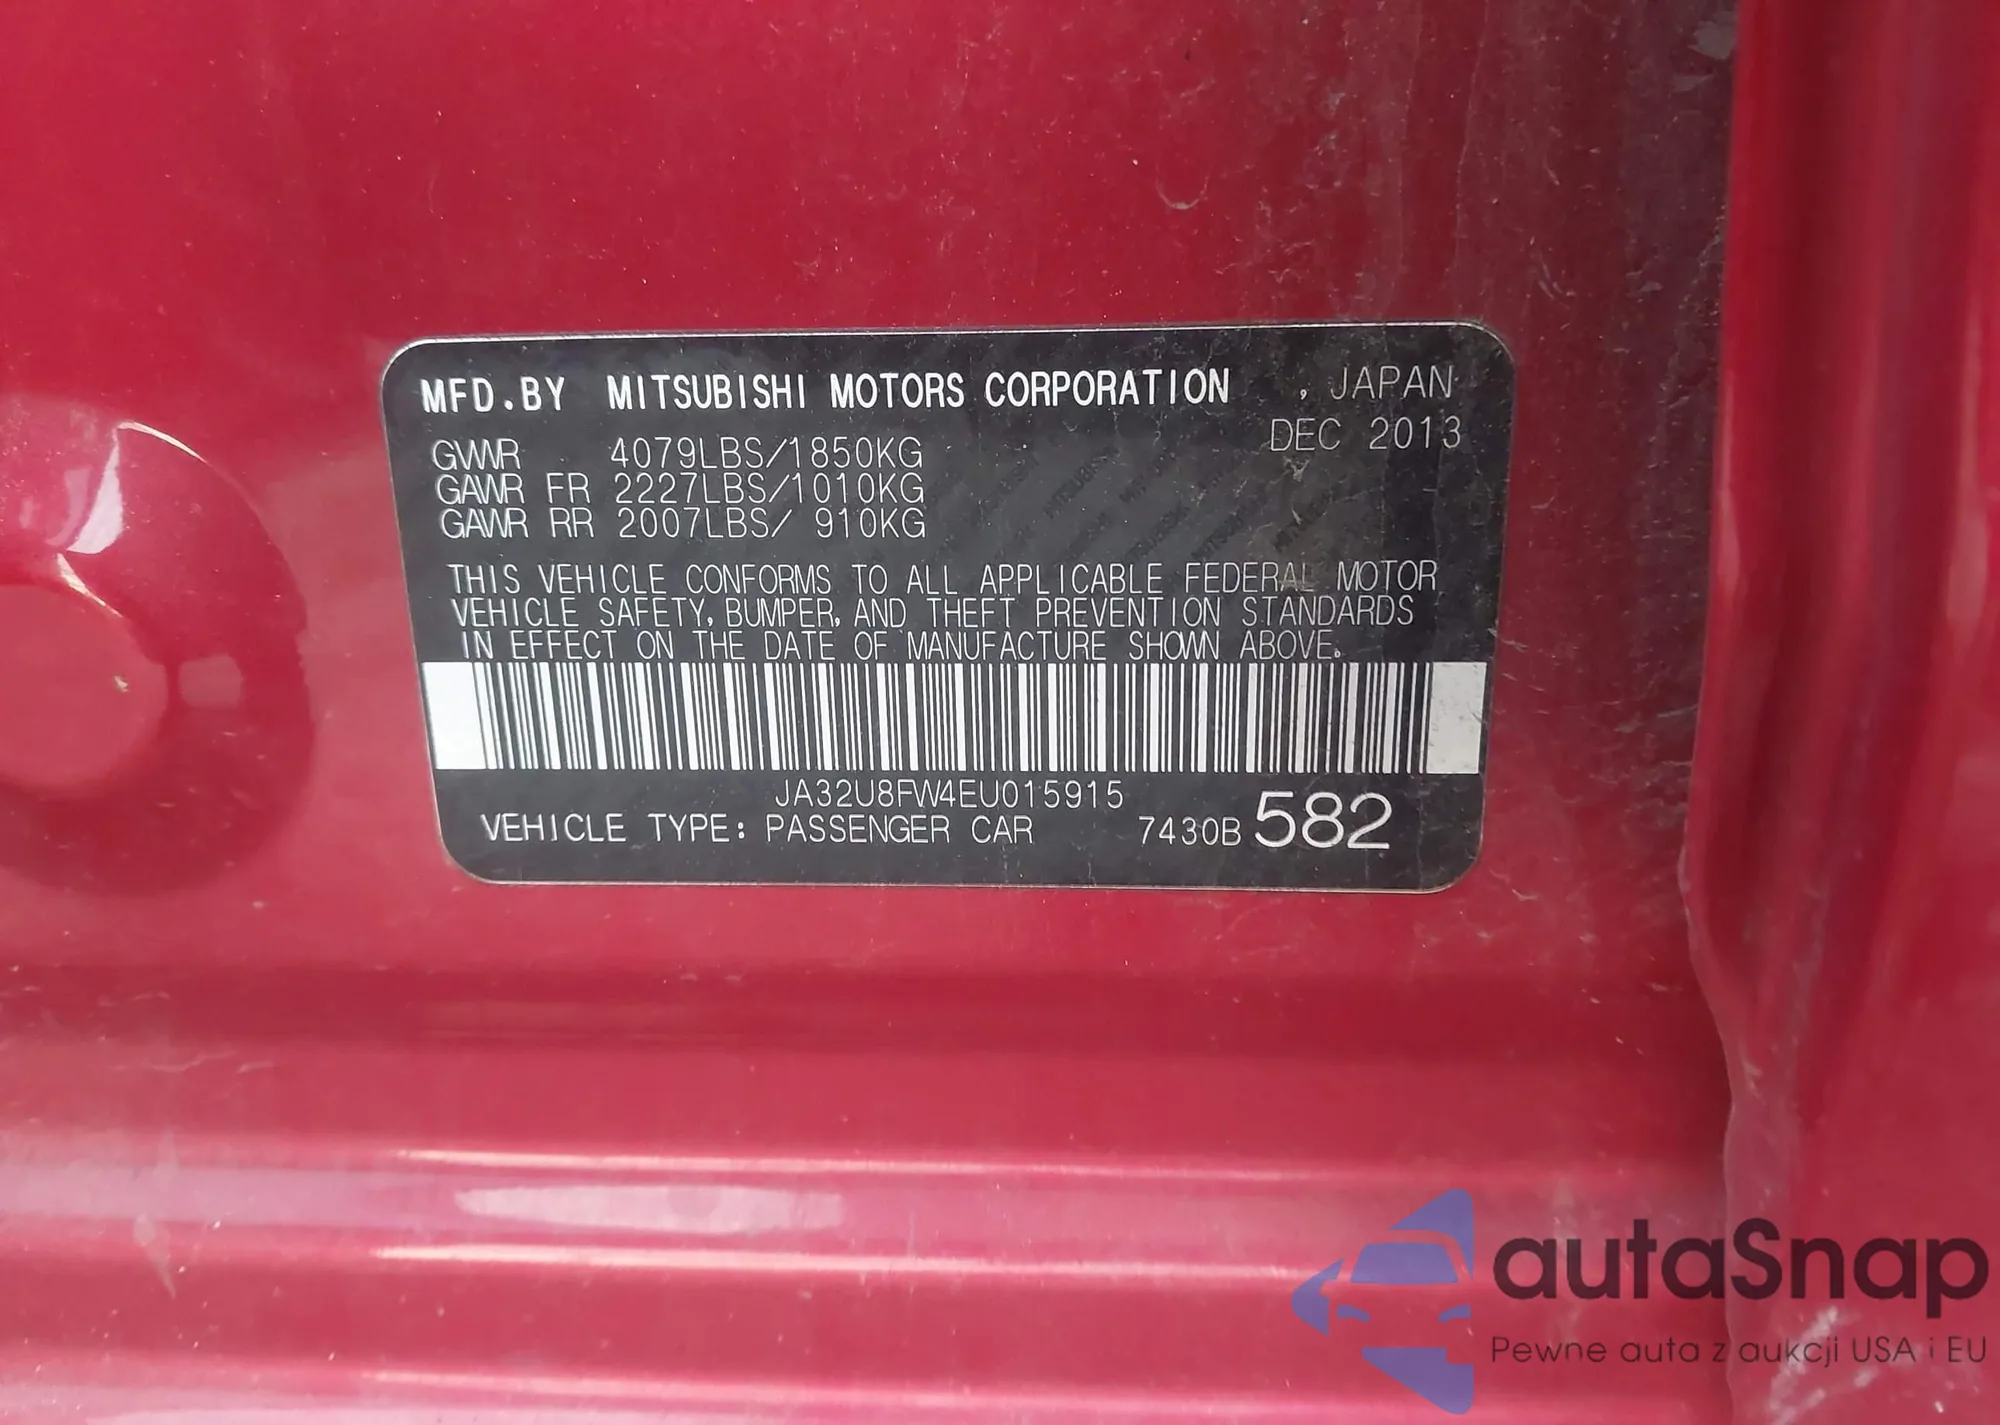 MFD.BY MITSUBISHI MOTORS CORPORATION , JAPAN
DEC 2013
GVWR 4079LBS/1850KG
GAWR FR 2227LBS/1010KG
GAWR RR 2007LBS/ 910KG
THIS VEHICLE CONFORMS TO ALL APPLICABLE FEDERAL MOTOR
VEHICLE SAFETY, BUMPER, AND THEFT PREVENTION STANDARDS
IN EFFECT ON THE DATE OF MANUFACTURE SHOWN ABOVE.
JA32U8FW4EU015915
VEHICLE TYPE: PASSENGER CAR 7430B 582
autaSnap
Pewne auta z aukcji USA i EU